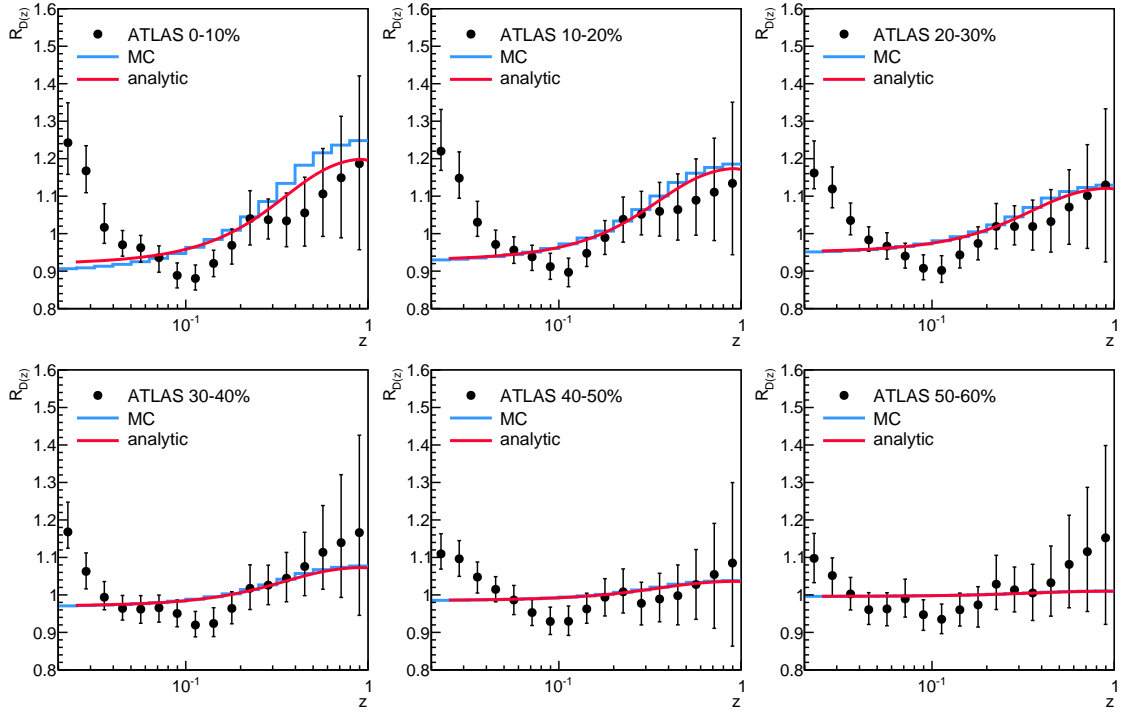 R_{D(z)}
1.6
1.5
1.4
1.3
1.2
1.1
1
0.9
0.8
ATLAS 0-10%
MC
analytic
10^{-1}
1
z
R_{D(z)}
1.6
1.5
1.4
1.3
1.2
1.1
1
0.9
0.8
ATLAS 10-20%
MC
analytic
10^{-1}
1
z
R_{D(z)}
1.6
1.5
1.4
1.3
1.2
1.1
1
0.9
0.8
ATLAS 20-30%
MC
analytic
10^{-1}
1
z
R_{D(z)}
1.6
1.5
1.4
1.3
1.2
1.1
1
0.9
0.8
ATLAS 30-40%
MC
analytic
10^{-1}
1
z
R_{D(z)}
1.6
1.5
1.4
1.3
1.2
1.1
1
0.9
0.8
ATLAS 40-50%
MC
analytic
10^{-1}
1
z
R_{D(z)}
1.6
1.5
1.4
1.3
1.2
1.1
1
0.9
0.8
ATLAS 50-60%
MC
analytic
10^{-1}
1
z